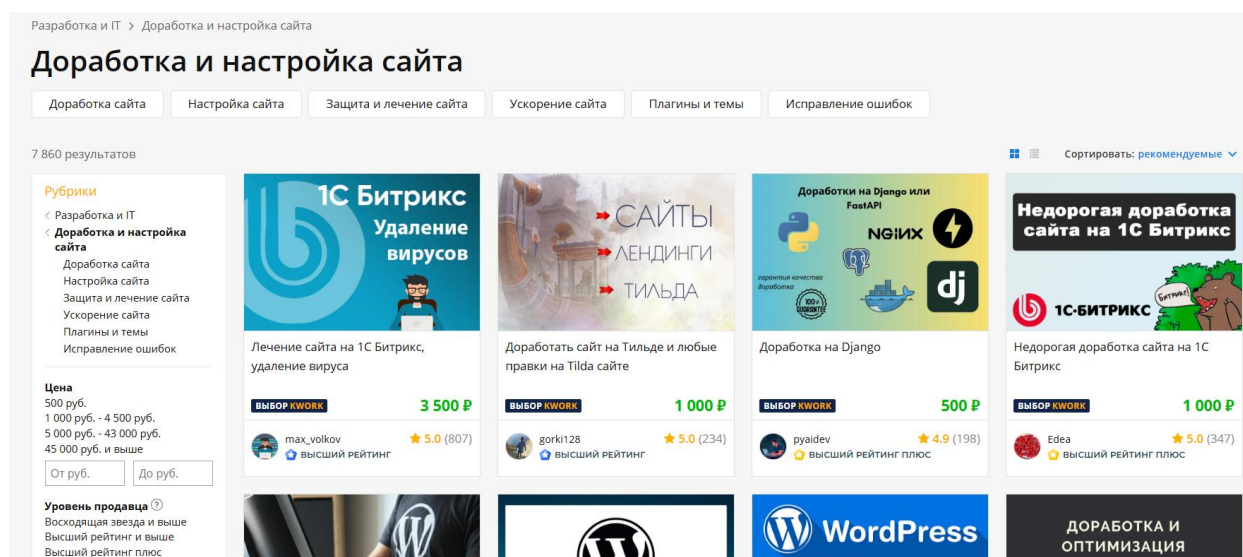 Разработка и IT > Доработка и настройка сайта
Доработка и настройка сайта
Доработка сайта
Настройка сайта
Защита и лечение сайта
Ускорение сайта
Плагины и темы
Исправление ошибок
7 860 результатов
Сортировать: рекомендуемые
Рубрики
< Разработка и IT
< Доработка и настройка
сайта
Доработка сайта
Настройка сайта
Защита и лечение сайта
Ускорение сайта
Плагины и темы
Исправление ошибок
Цена
500 руб.
1 000 руб. - 4 500 руб.
5 000 руб. - 43 000 руб.
45 000 руб. и выше
От руб.
До руб.
Уровень продавца ?
Восходящая звезда и выше
Высший рейтинг и выше
Высший рейтинг плюс
1С Битрикс
Удаление
вирусов
Лечение сайта на 1С Битрикс,
удаление вируса
ВЫБОР KWORK
3 500 ₽
max_volkov
5.0 (807)
ВЫСШИЙ РЕЙТИНГ
САЙТЫ
ЛЕНДИНГИ
ТИЛЬДА
Доработать сайт на Тильде и любые
правки на Tilda сайте
ВЫБОР KWORK
1 000 ₽
gorki128
5.0 (234)
ВЫСШИЙ РЕЙТИНГ
Доработки на Django или
FastAPI
NGiИX
гарантия качества
доработка
100%
GUARANTEE
dj
Доработка на Django
ВЫБОР KWORK
500 ₽
pyaidev
4.9 (198)
ВЫСШИЙ РЕЙТИНГ ПЛЮС
Недорогая доработка
сайта на 1С Битрикс
Битрикс!
1С-БИТРИКС
Недорогая доработка сайта на 1С
Битрикс
ВЫБОР KWORK
1 000 ₽
Edea
5.0 (347)
ВЫСШИЙ РЕЙТИНГ ПЛЮС
WordPress
ДОРАБОТКА И
ОПТИМИЗАЦИЯ